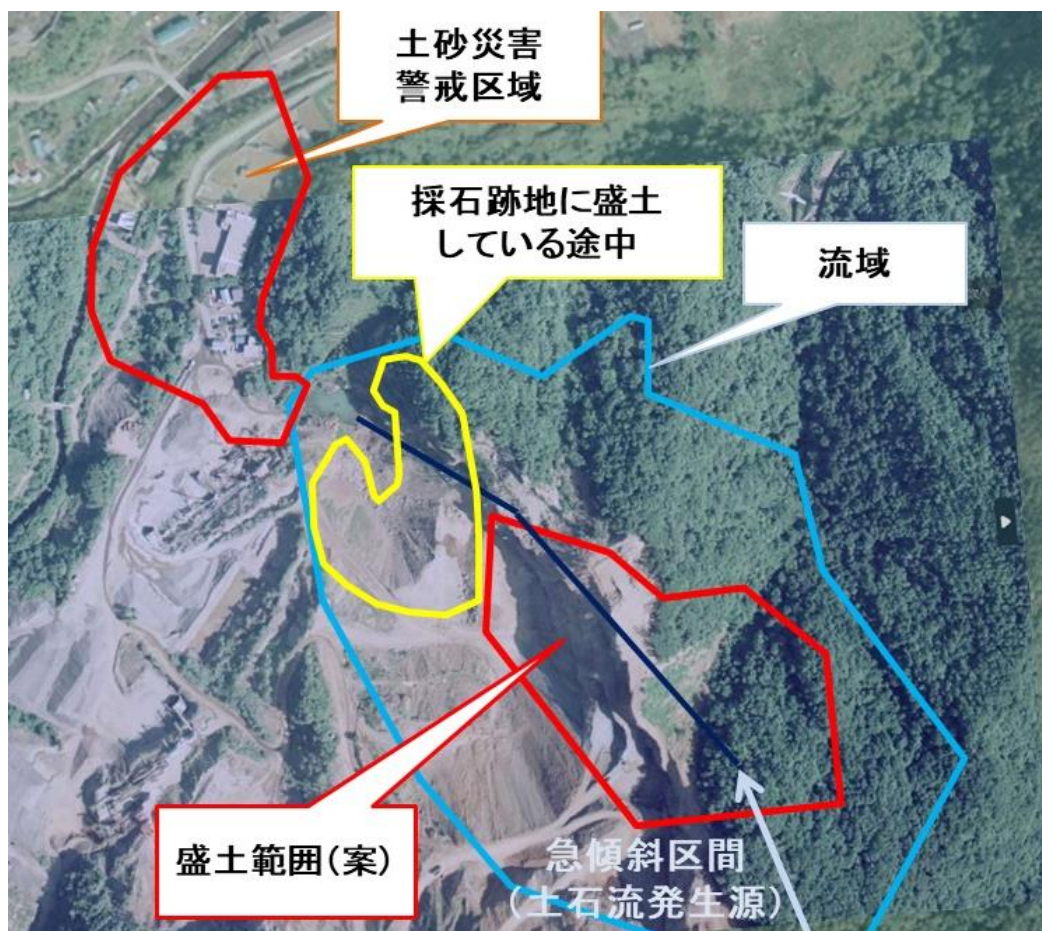 土砂災害
警戒区域
採石跡地に盛土
している途中
流域
盛土範囲(案)
急傾斜区間
(土石流発生源)